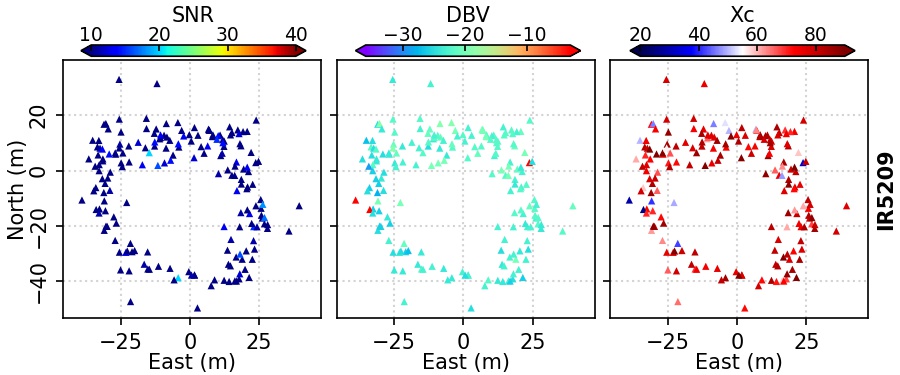 SNR DBV Xc
10 20 30 40 −30 −20 −10 20 40 60 80
20
0
−20
−40
North (m)
IR5209
−25 0 25 −25 0 25 −25 0 25
East (m) East (m) East (m)